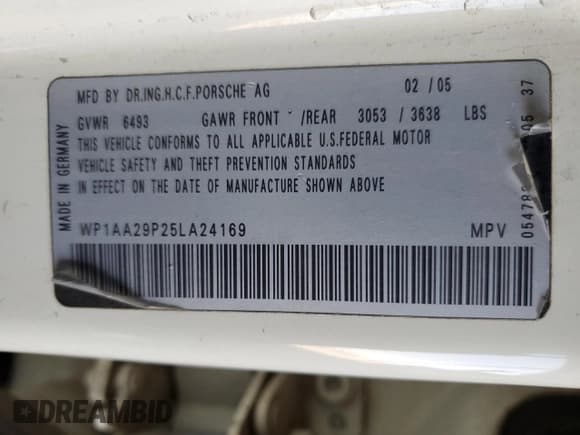 MFD BY DR.ING.H.C.F.PORSCHE AG 02 / 05
GVWR 6493 GAWR FRONT /REAR 3053 / 3638 LBS
THIS VEHICLE CONFORMS TO ALL APPLICABLE U.S.FEDERAL MOTOR
VEHICLE SAFETY AND THEFT PREVENTION STANDARDS
IN EFFECT ON THE DATE OF MANUFACTURE SHOWN ABOVE
WP1AA29P25LA24169 MPV
MADE IN GERMANY
05 37
DREAMBID